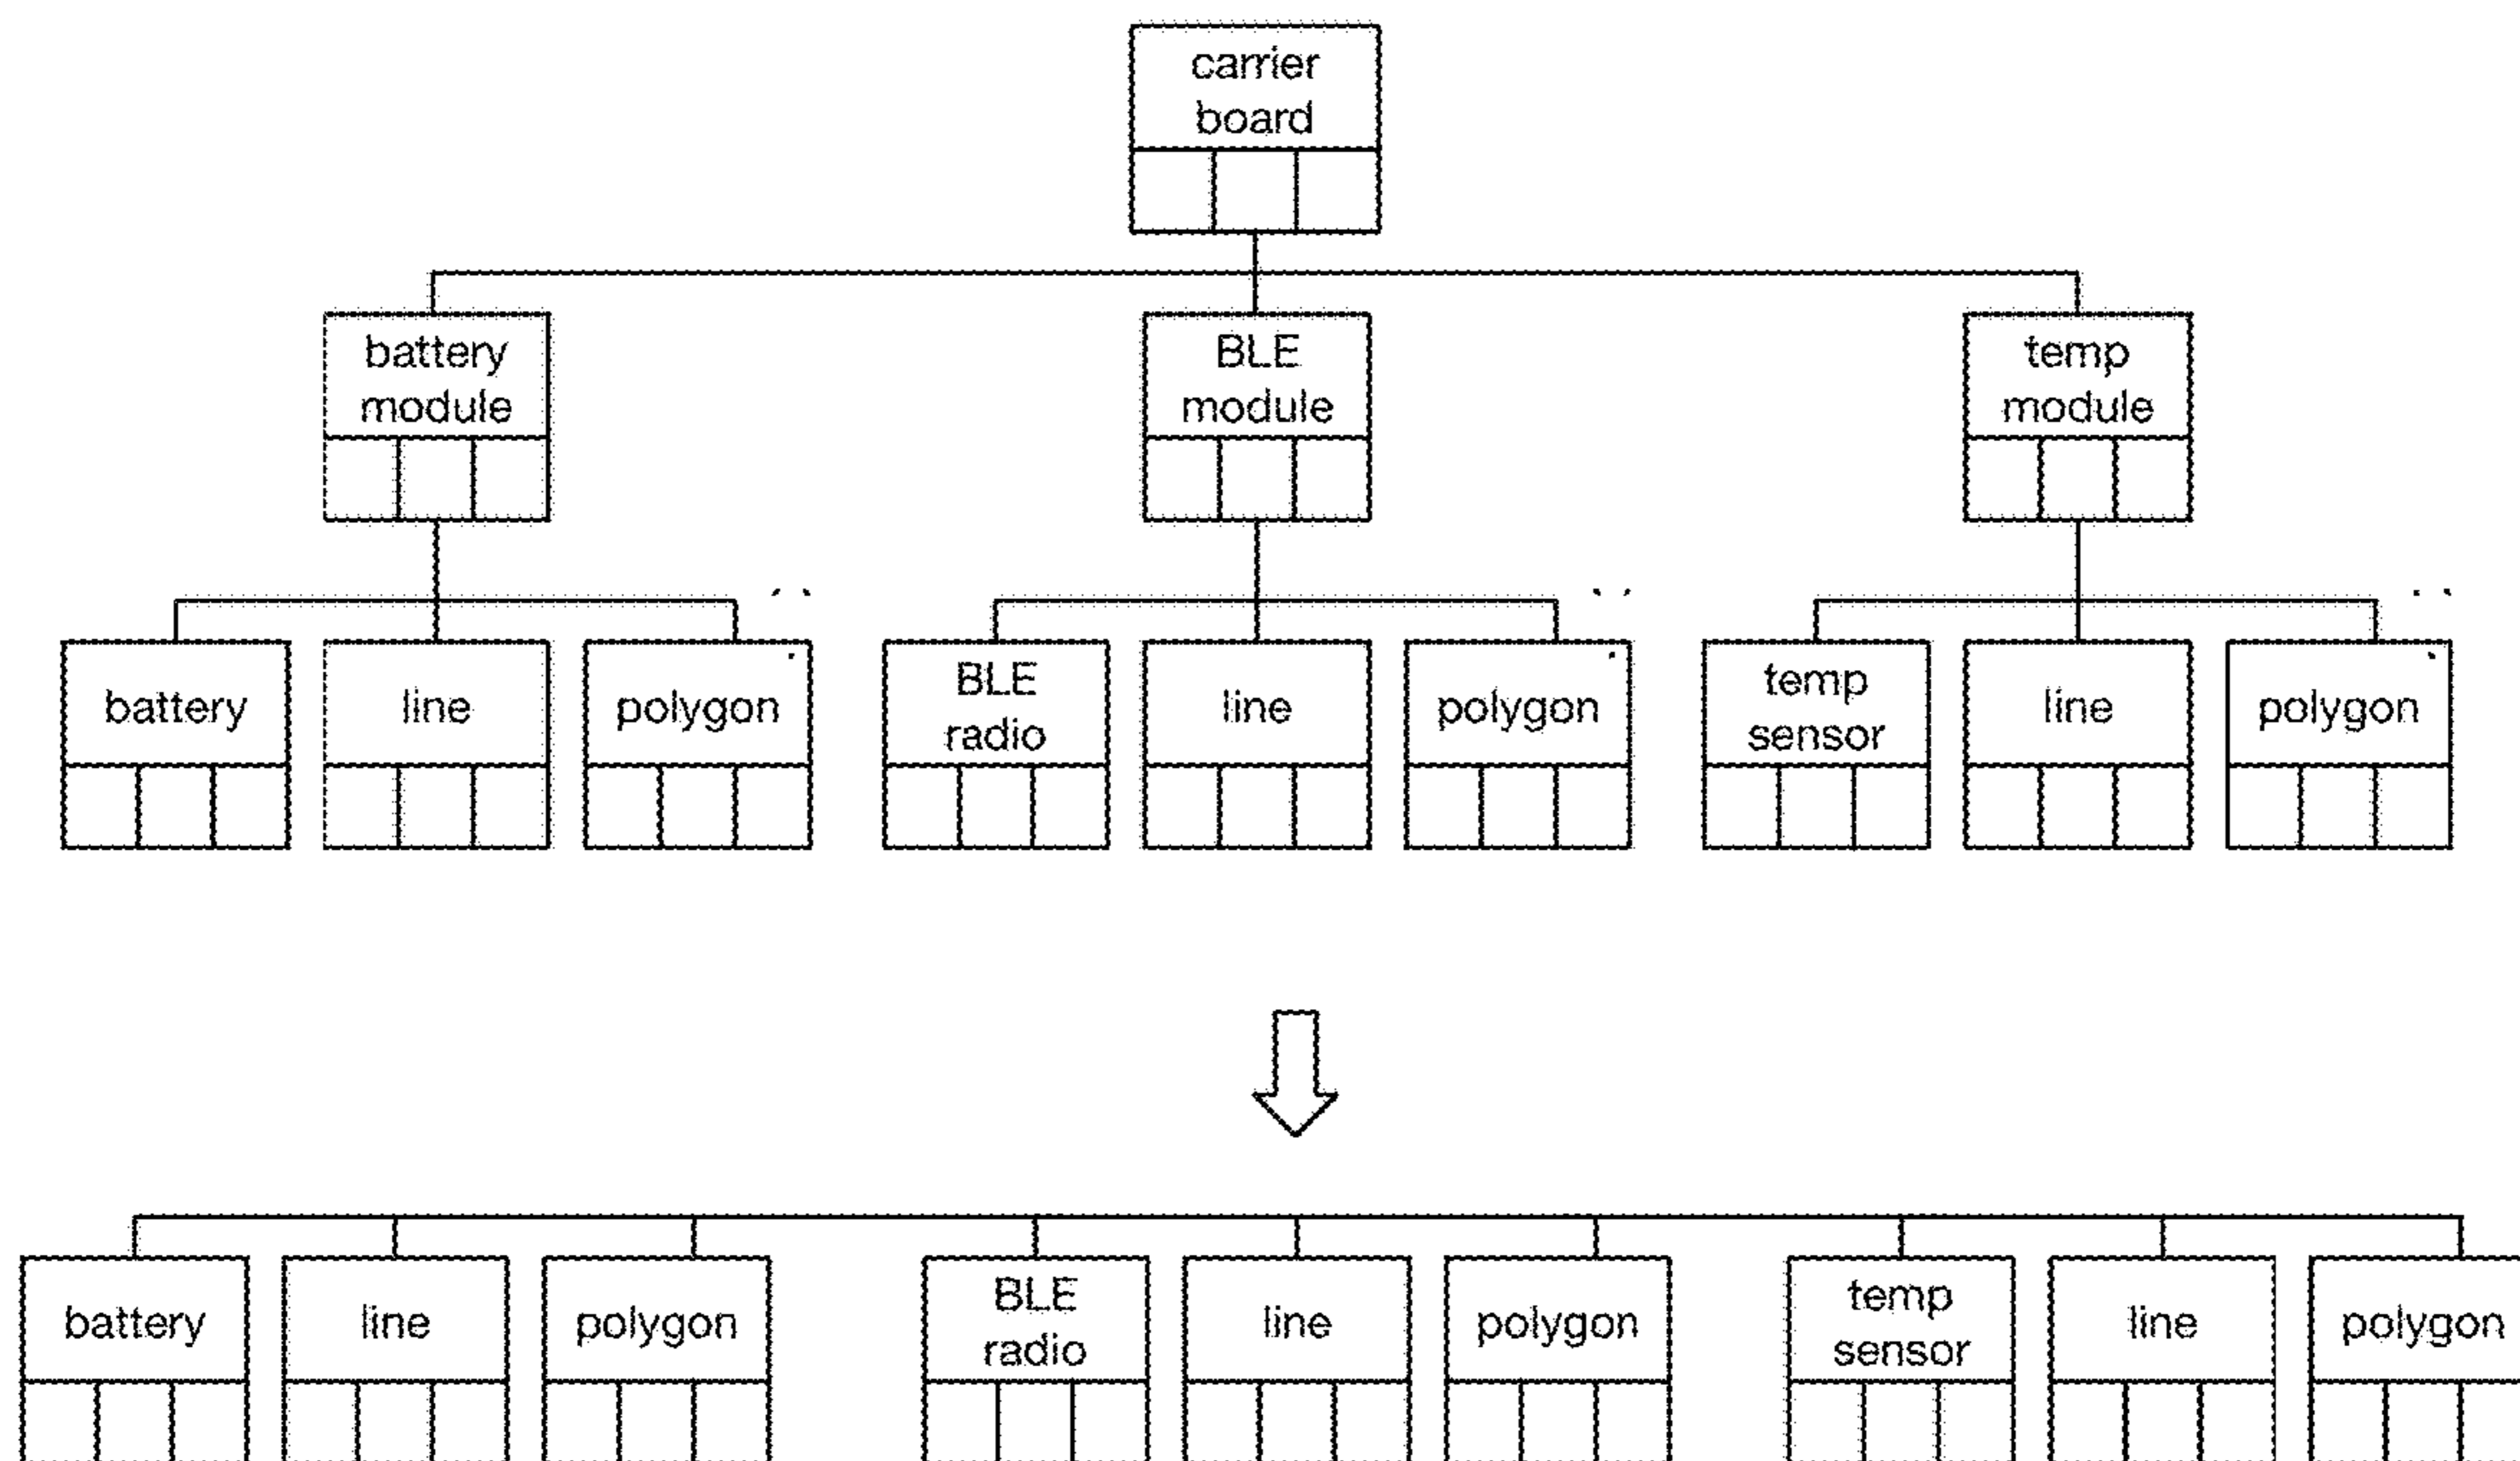 carrier
board
battery
module
BLE
module
temp
module
battery
line
polygon
BLE
radio
line
polygon
temp
sensor
line
polygon
battery
line
polygon
BLE
radio
line
polygon
temp
sensor
line
polygon